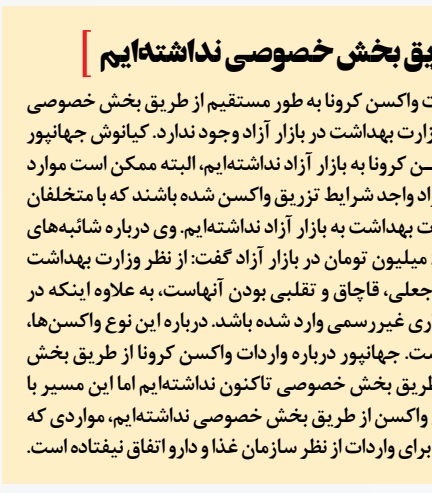 یق بخش خصوصی نداشته‌ایم ]
ت واکسن کرونا به طور مستقیم از طریق بخش خصوصی
زارت بهداشت در بازار آزاد وجود ندارد. کیانوش جهانپور
ــن کرونا به بازار آزاد نداشته‌ایم، البته ممکن است موارد
اد واجد شرایط تزریق واکسن شده باشند که با متخلفان
ت بهداشت به بازار آزاد نداشته‌ایم. وی درباره شائبه‌های
میلیون تومان در بازار آزاد گفت: از نظر وزارت بهداشت
جعلی، قاچاق و تقلبی بودن آنهاست، به علاوه اینکه در
اری غیررسمی وارد شده باشد. درباره این نوع واکسن‌ها،
ست. جهانپور درباره واردات واکسن کرونا از طریق بخش
طریق بخش خصوصی تاکنون نداشته‌ایم اما این مسیر با
واکسن از طریق بخش خصوصی نداشته‌ایم، مواردی که
برای واردات از نظر سازمان غذا و دارو اتفاق نیفتاده است.